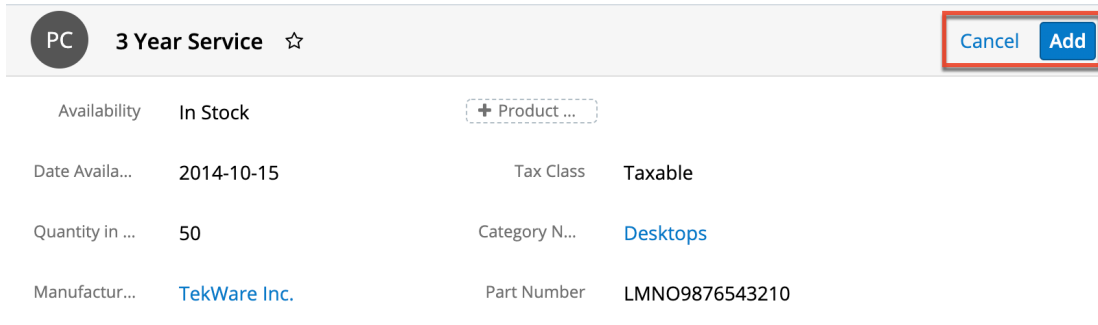 PC 3 Year Service ☆ Cancel Add
Availability In Stock + Product ...
Date Availa... 2014-10-15 Tax Class Taxable
Quantity in ... 50 Category N... Desktops
Manufactur... TekWare Inc. Part Number LMNO9876543210